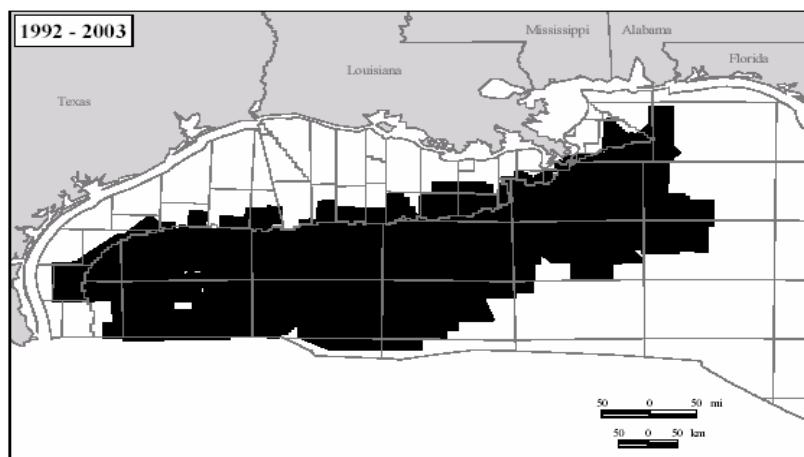 1992 - 2003
Mississippi
Alabama
Florida
Louisiana
Texas
50 0 50 mi
50 0 50 km